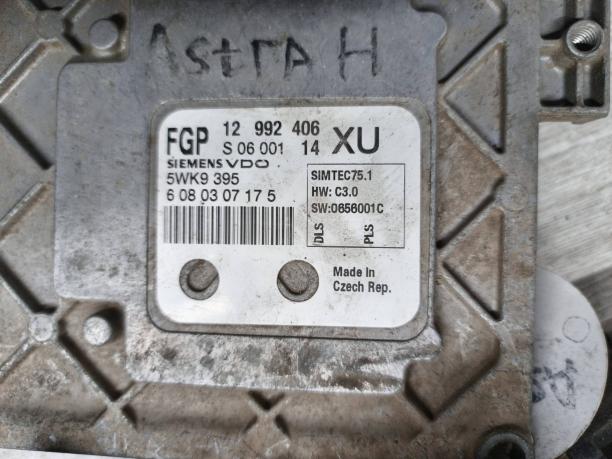 Astra H
FGP 12 992 406 XU
S 06 001 14
SIEMENS VDO
5WK9 395
6 08 03 07 17 5
SIMTEC75.1
HW: C3.0
SW:0656001C
DLS
PLS
Made In
Czech Rep.